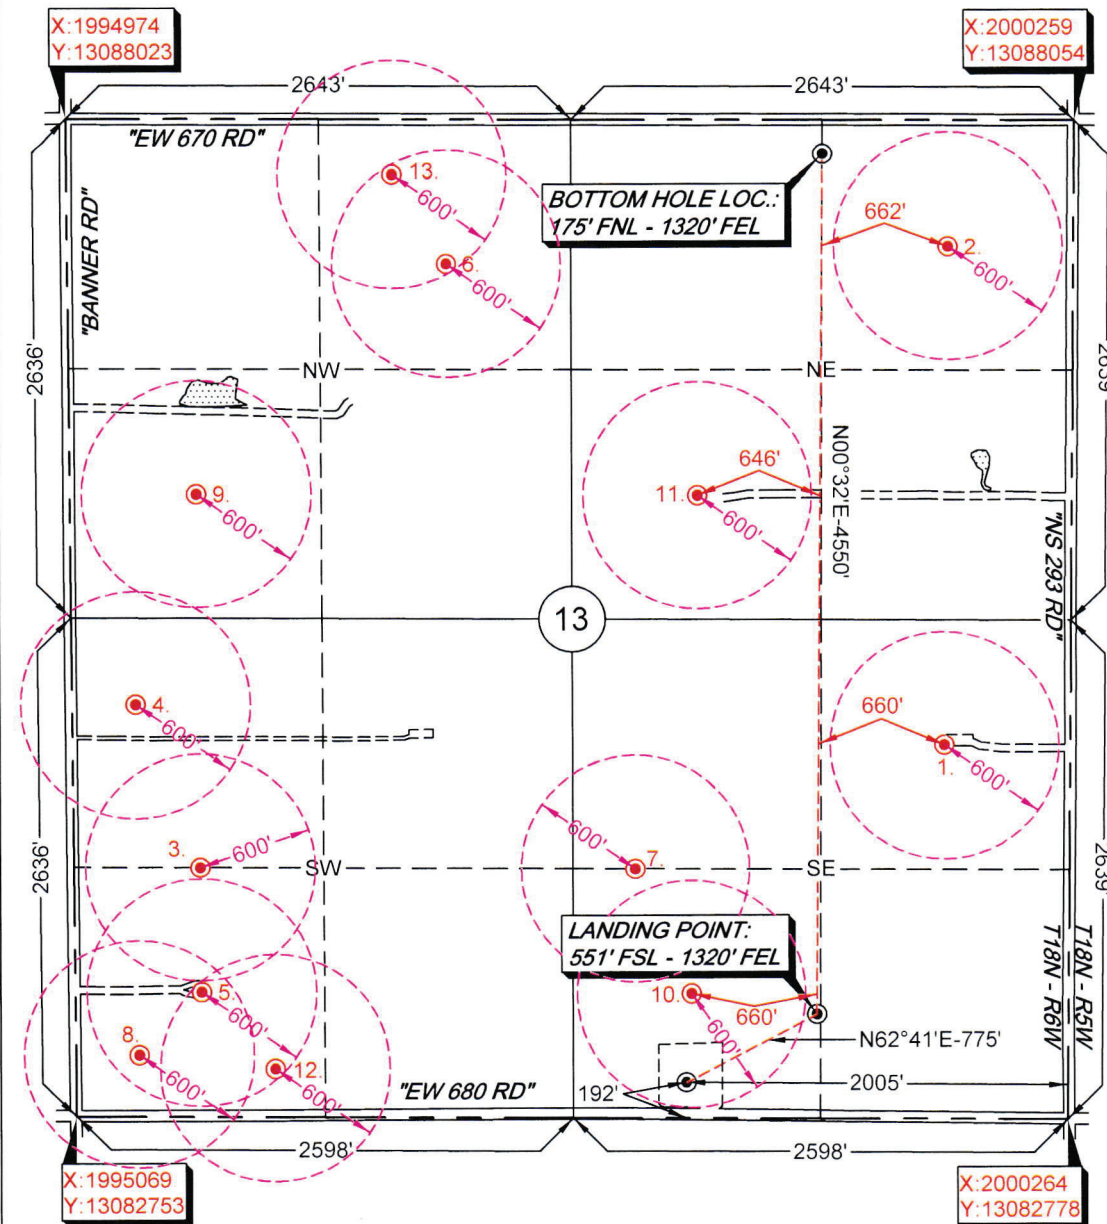 X:1994974
Y:13088023
X:2000259
Y:13088054
2643'
2643'
"EW 670 RD"
"BANNER RD"
13.
600'
6.
600'
BOTTOM HOLE LOC.:
175' FNL - 1320' FEL
662'
2.
600'
2636'
2639'
NW
NE
9.
600'
11.
646'
600'
N00°32'E-4550'
"NS 293 RD"
13
4.
600'
660'
1.
600'
3.
600'
SW
600'
7.
SE
2636'
2639'
LANDING POINT:
551' FSL - 1320' FEL
T18N - R6W
T18N - R5W
5.
600'
10.
660'
600'
8.
600'
12.
600'
N62°41'E-775'
"EW 680 RD"
192'
2005'
2598'
2598'
X:1995069
Y:13082753
X:2000264
Y:13082778